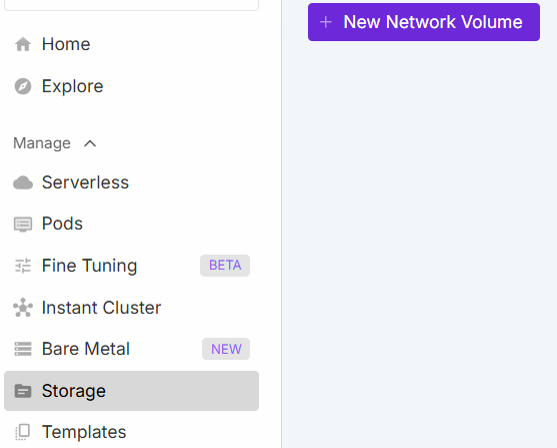 Home
Explore
Manage
Serverless
Pods
Fine Tuning BETA
Instant Cluster
Bare Metal NEW
Storage
Templates
+ New Network Volume